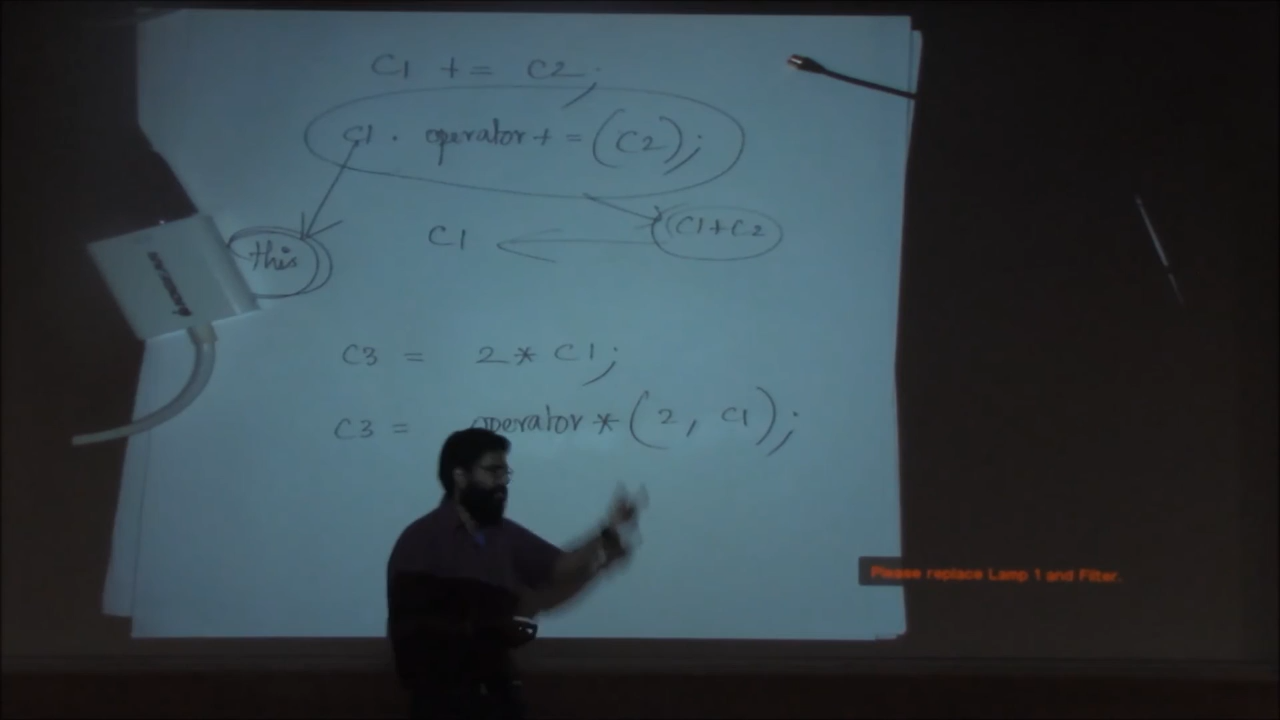 C1 += C2;
C1 . operator+=(C2);
(C1+C2
C1
this
C3 = 2*C1;
C3 = operator*(2, C1);
Please replace Lamp 1 and Filter.